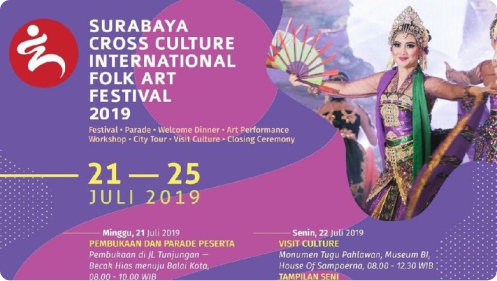 SURABAYA
CROSS CULTURE
INTERNATIONAL
FOLK ART
FESTIVAL
2019
Festival • Parade • Welcome Dinner • Art Performance
Workshop • City Tour • Visit Culture • Closing Ceremony
21 — 25
JULI 2019
Minggu, 21 Juli 2019
PEMBUKAAN DAN PARADE PESERTA
Pembukaan di JL Tunjungan —
Becak Hias menuju Balai Kota,
08.00 - 10.00 WIB
Senin, 22 Juli 2019
VISIT CULTURE
Monumen Tugu Pahlawan, Museum BI,
House Of Sampoerna, 08.00 - 12.30 WIB
TAMPILAN SENI